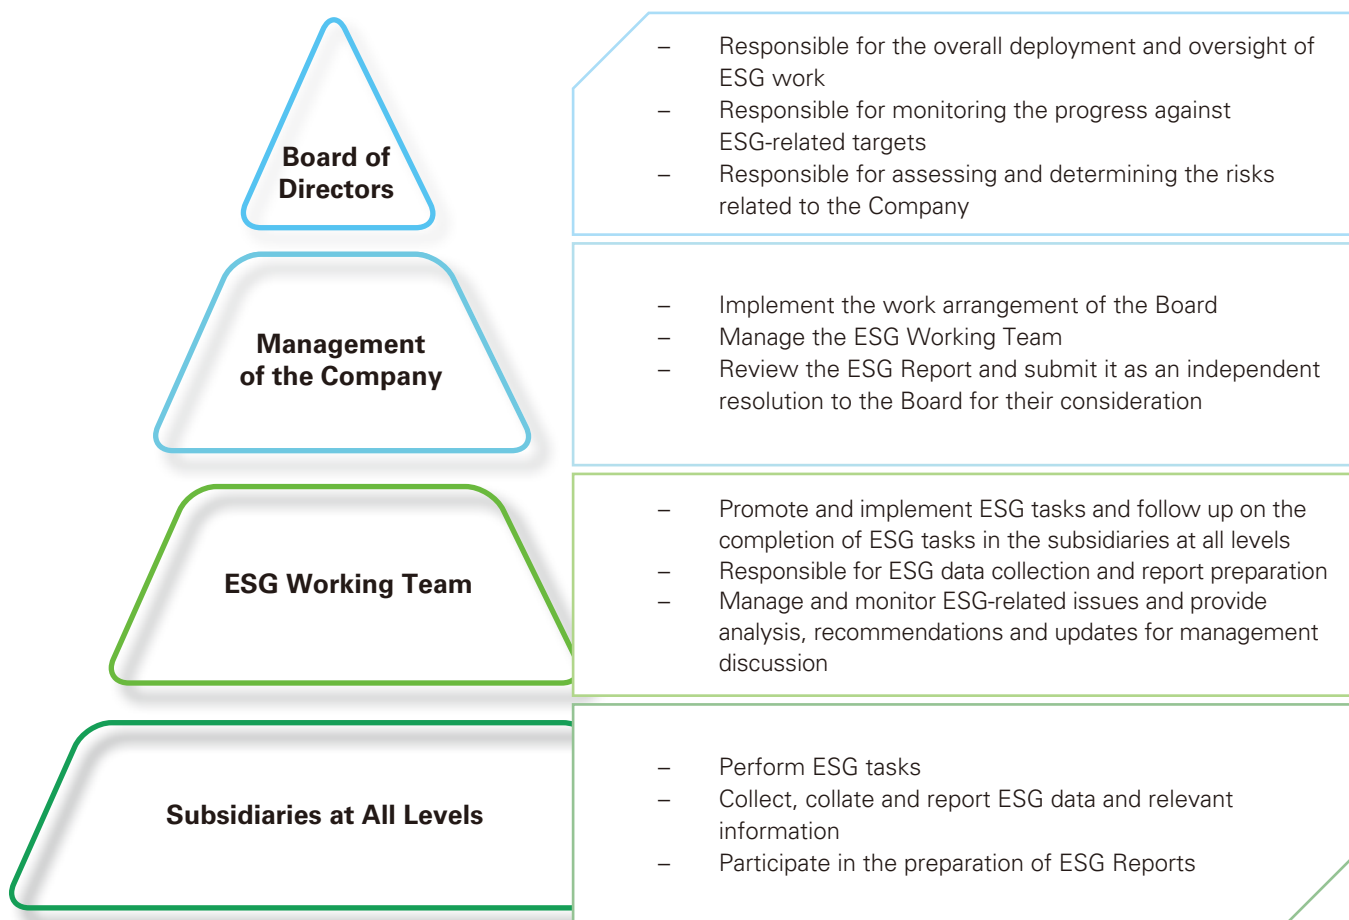 Board of
Directors
– Responsible for the overall deployment and oversight of
ESG work
– Responsible for monitoring the progress against
ESG-related targets
– Responsible for assessing and determining the risks
related to the Company
Management
of the Company
– Implement the work arrangement of the Board
– Manage the ESG Working Team
– Review the ESG Report and submit it as an independent
resolution to the Board for their consideration
ESG Working Team
– Promote and implement ESG tasks and follow up on the
completion of ESG tasks in the subsidiaries at all levels
– Responsible for ESG data collection and report preparation
– Manage and monitor ESG-related issues and provide
analysis, recommendations and updates for management
discussion
Subsidiaries at All Levels
– Perform ESG tasks
– Collect, collate and report ESG data and relevant
information
– Participate in the preparation of ESG Reports